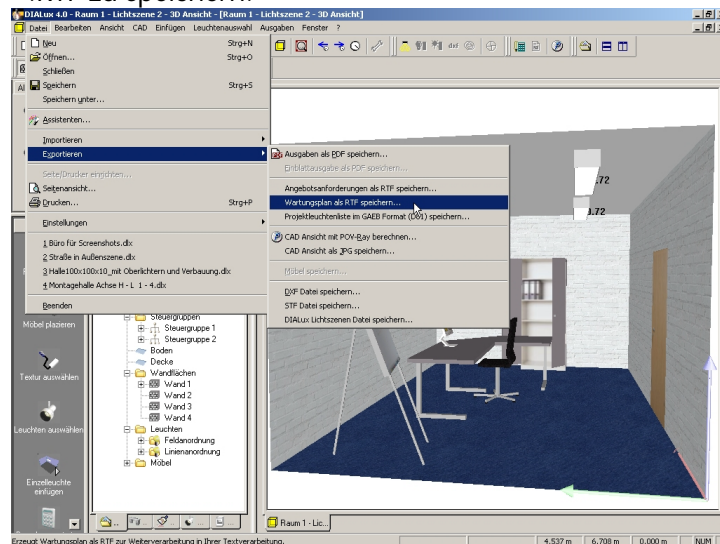 DIALux 4.0 - Raum 1 - Lichtszene 2 - 3D Ansicht - [Raum 1 - Lichtszene 2 - 3D Ansicht]
Datei Bearbeiten Ansicht CAD Einfügen Leuchtenauswahl Ausgaben Fenster ?
Neu Strg+N
Öffnen... Strg+O
Schließen
Speichern Strg+S
Speichern unter...
Assistenten...
Importieren
Exportieren
Seite/Drucker einrichten...
Seitenansicht...
Drucken... Strg+P
Einstellungen
1 Büro für Screenshots.dlx
2 Straße in Außenszene.dlx
3 Halle100x100x10_mit Oberlichtern und Verbauung.dlx
4 Montagehalle Achse H - L 1 - 4.dlx
Beenden
Ausgaben als PDF speichern...
Einblattausgabe als PDF speichern...
Angebotsanforderungen als RTF speichern...
Wartungsplan als RTF speichern...
Projektleuchtenliste im GAEB Format (D81) speichern...
CAD Ansicht mit POV-Ray berechnen...
CAD Ansicht als JPG speichern...
Möbel speichern...
DXF Datei speichern...
STF Datei speichern...
DIALux Lichtszenen Datei speichern...
.72
3.72
Möbel plazieren
Textur auswählen
Leuchten auswählen
Einzelleuchte einfügen
Steuergruppen
Steuergruppe 1
Steuergruppe 2
Boden
Decke
Wandflächen
Wand 1
Wand 2
Wand 3
Wand 4
Leuchten
Feldanordnung
Linienanordnung
Möbel
Raum 1 - Lic...
Erzeugt Wartungsplan als RTF zur Weiterverarbeitung in Ihrer Textverarbeitung. 4.537 m 6.708 m 0.000 m NUM